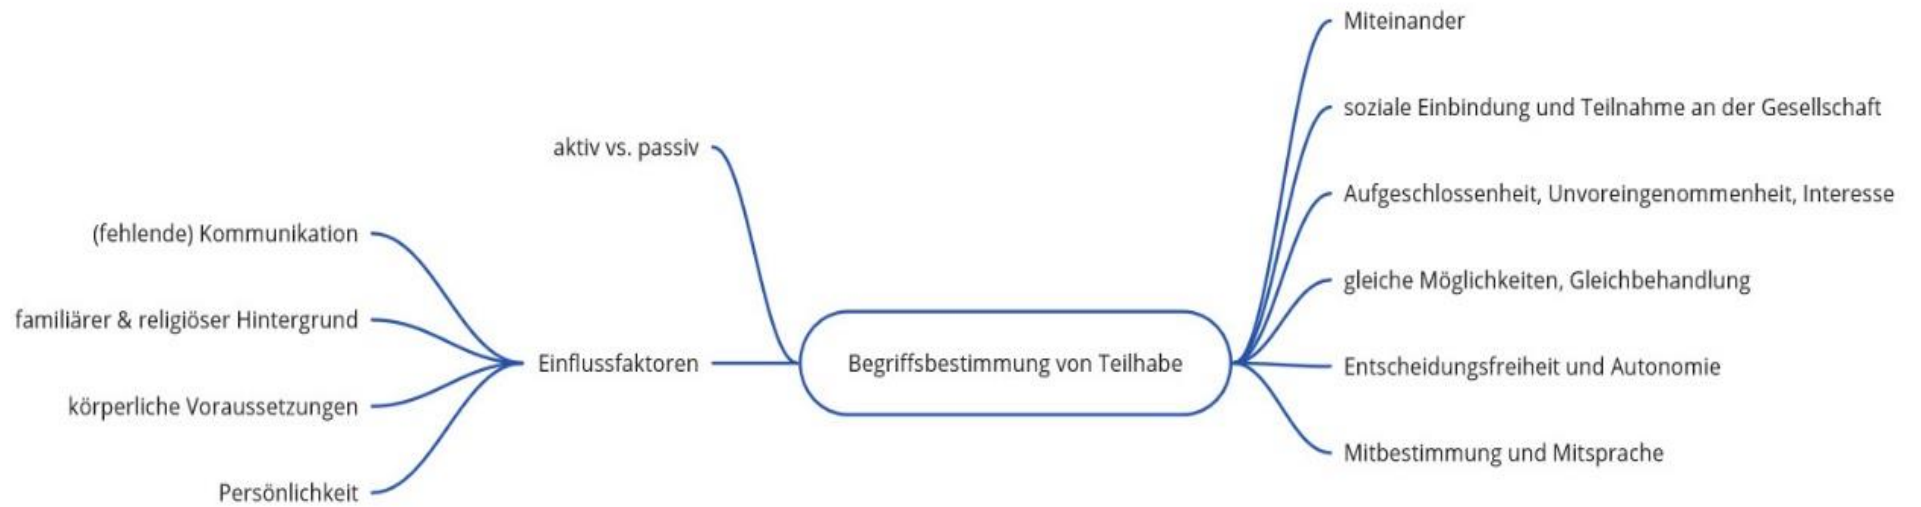 Miteinander
soziale Einbindung und Teilnahme an der Gesellschaft
aktiv vs. passiv
Aufgeschlossenheit, Unvoreingenommenheit, Interesse
(fehlende) Kommunikation
gleiche Möglichkeiten, Gleichbehandlung
familiärer & religiöser Hintergrund
Einflussfaktoren
Begriffsbestimmung von Teilhabe
Entscheidungsfreiheit und Autonomie
körperliche Voraussetzungen
Mitbestimmung und Mitsprache
Persönlichkeit